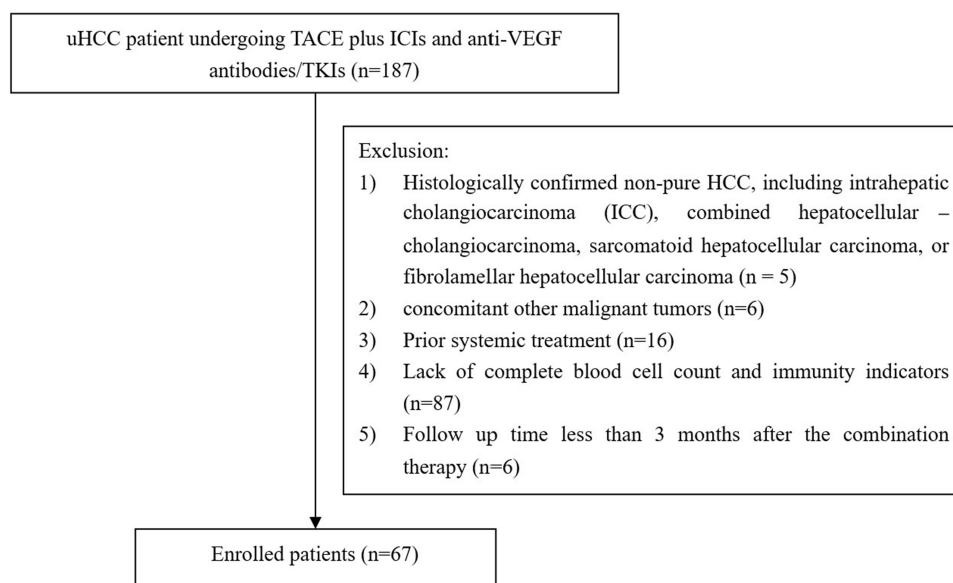 uHCC patient undergoing TACE plus ICIs and anti-VEGF
antibodies/TKIs (n=187)
Exclusion:
1) Histologically confirmed non-pure HCC, including intrahepatic
cholangiocarcinoma (ICC), combined hepatocellular –
cholangiocarcinoma, sarcomatoid hepatocellular carcinoma, or
fibrolamellar hepatocellular carcinoma (n = 5)
2) concomitant other malignant tumors (n=6)
3) Prior systemic treatment (n=16)
4) Lack of complete blood cell count and immunity indicators
(n=87)
5) Follow up time less than 3 months after the combination
therapy (n=6)
Enrolled patients (n=67)